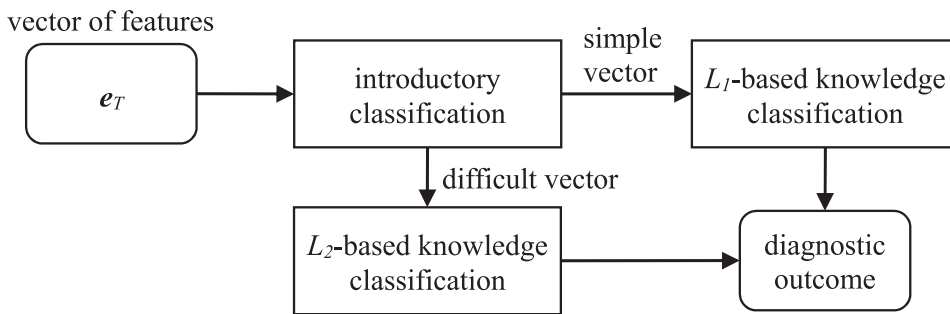 vector of features
e_T
introductory
classification
simple
vector
L_1-based knowledge
classification
difficult vector
L_2-based knowledge
classification
diagnostic
outcome